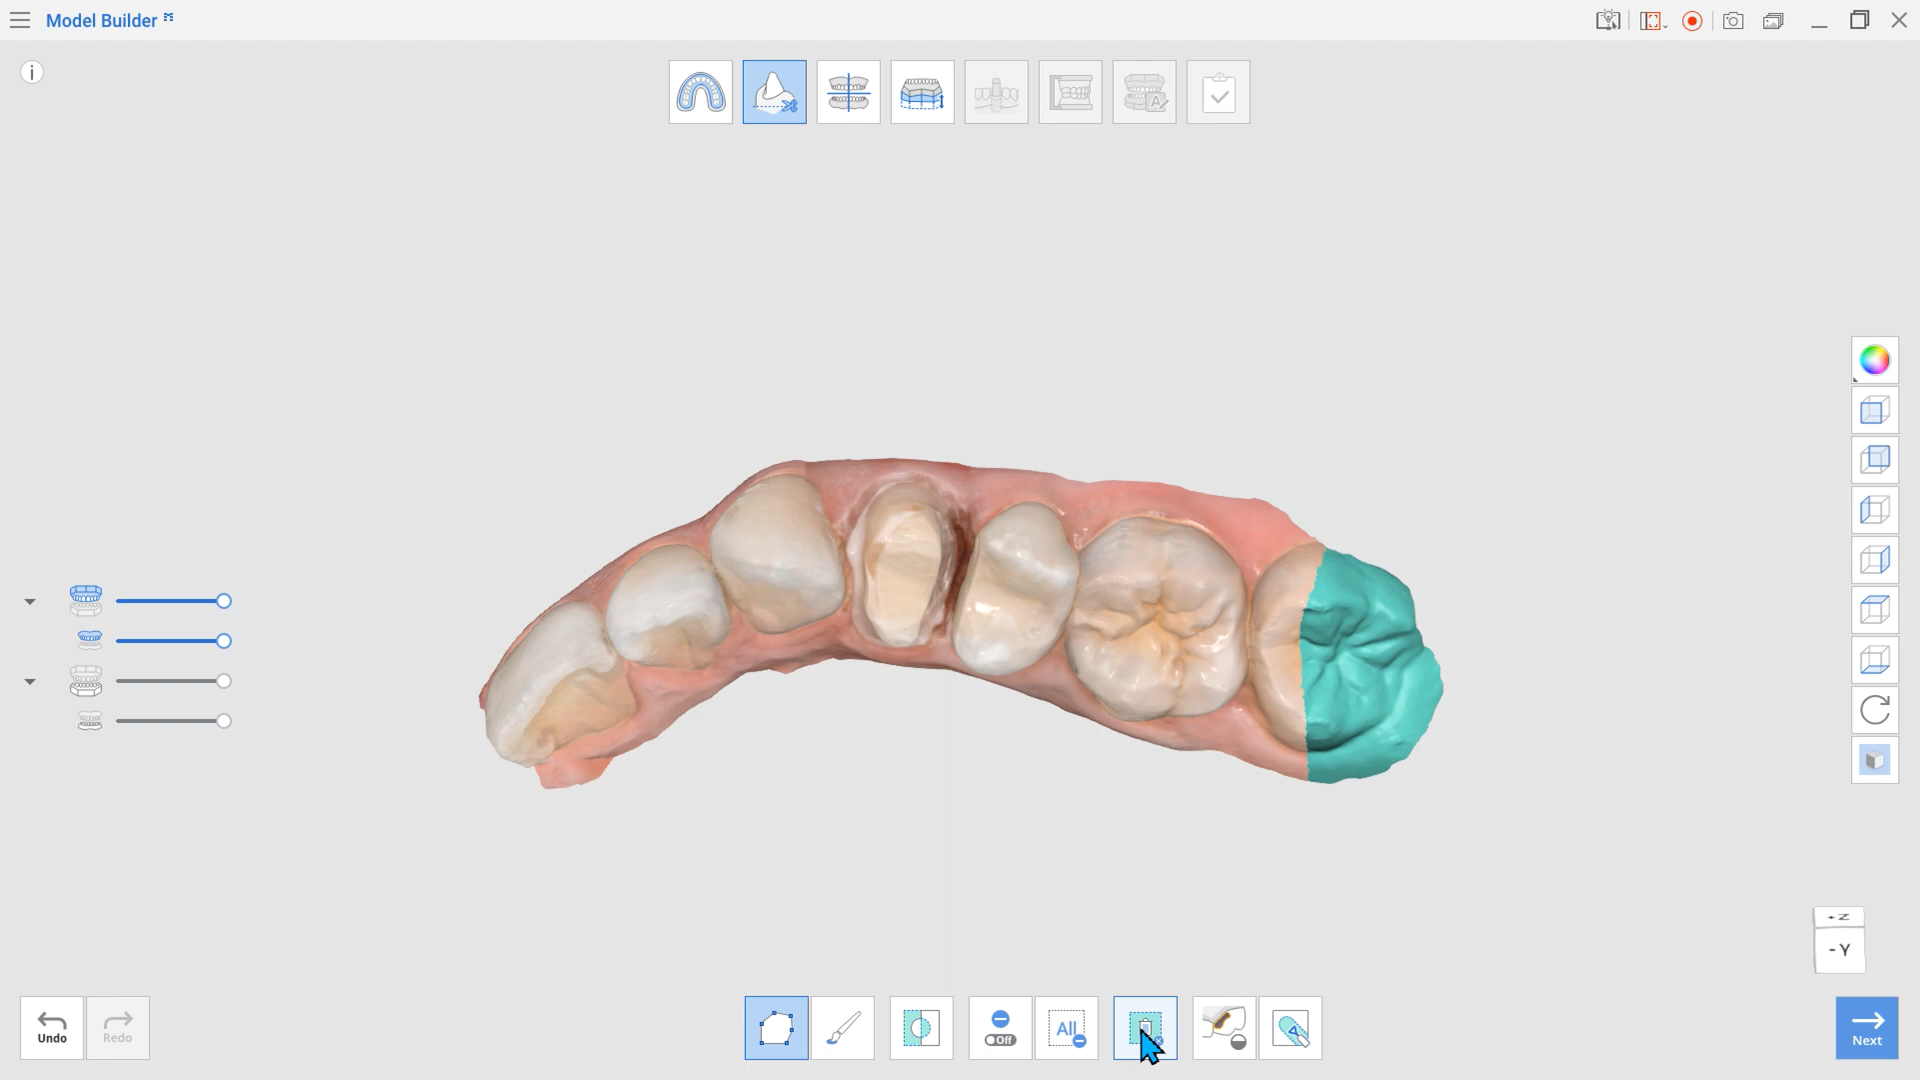 Model Builder
+Z
- Y
Undo
Redo
Off
All
Next